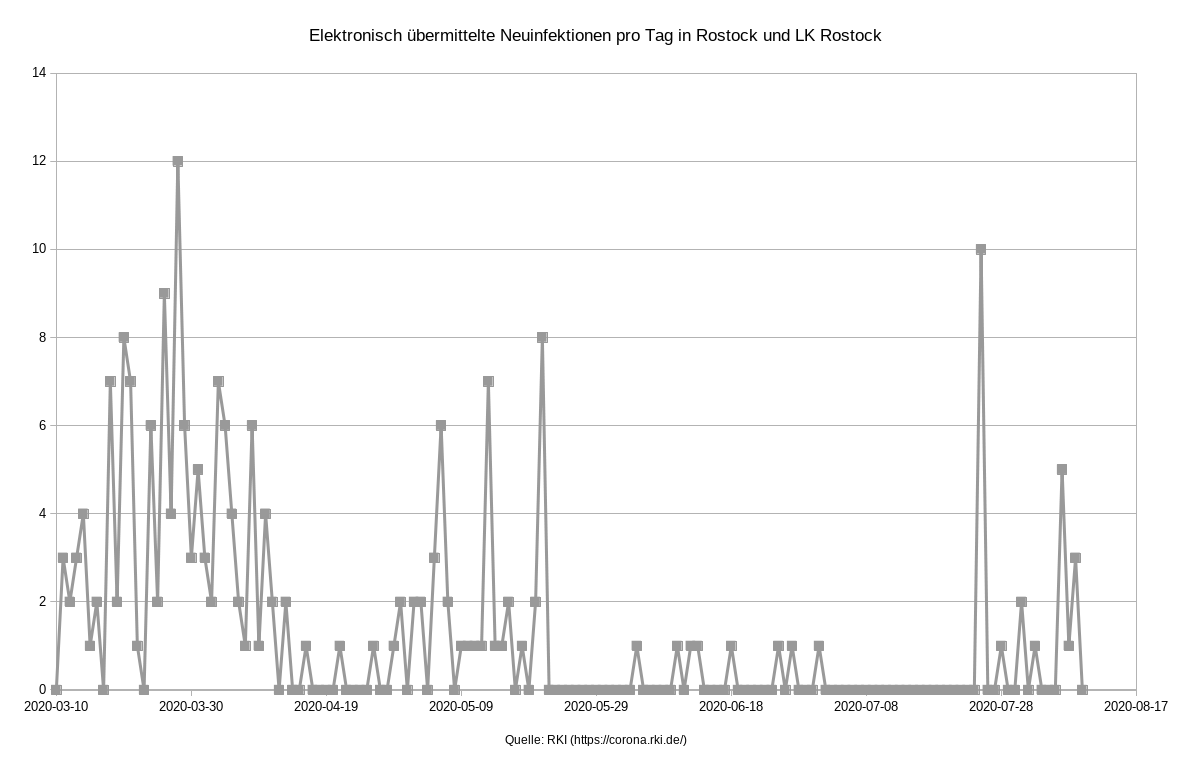 Elektronisch übermittelte Neuinfektionen pro Tag in Rostock und LK Rostock
14
12
10
8
6
4
2
0
2020-03-10 2020-03-30 2020-04-19 2020-05-09 2020-05-29 2020-06-18 2020-07-08 2020-07-28 2020-08-17
Quelle: RKI (https://corona.rki.de/)